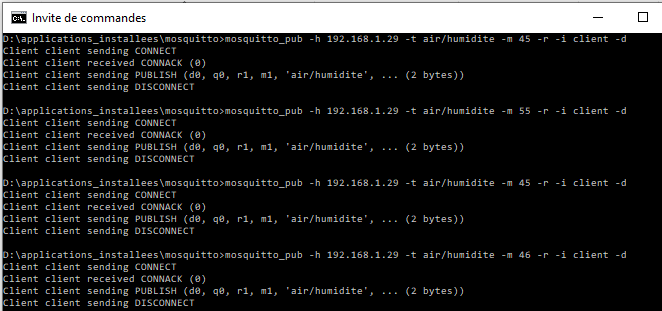 Invite de commandes
D:\applications_installees\mosquitto>mosquitto_pub -h 192.168.1.29 -t air/humidite -m 45 -r -i client -d
Client client sending CONNECT
Client client received CONNACK (0)
Client client sending PUBLISH (d0, q0, r1, m1, 'air/humidite', ... (2 bytes))
Client client sending DISCONNECT
D:\applications_installees\mosquitto>mosquitto_pub -h 192.168.1.29 -t air/humidite -m 55 -r -i client -d
Client client sending CONNECT
Client client received CONNACK (0)
Client client sending PUBLISH (d0, q0, r1, m1, 'air/humidite', ... (2 bytes))
Client client sending DISCONNECT
D:\applications_installees\mosquitto>mosquitto_pub -h 192.168.1.29 -t air/humidite -m 45 -r -i client -d
Client client sending CONNECT
Client client received CONNACK (0)
Client client sending PUBLISH (d0, q0, r1, m1, 'air/humidite', ... (2 bytes))
Client client sending DISCONNECT
D:\applications_installees\mosquitto>mosquitto_pub -h 192.168.1.29 -t air/humidite -m 46 -r -i client -d
Client client sending CONNECT
Client client received CONNACK (0)
Client client sending PUBLISH (d0, q0, r1, m1, 'air/humidite', ... (2 bytes))
Client client sending DISCONNECT